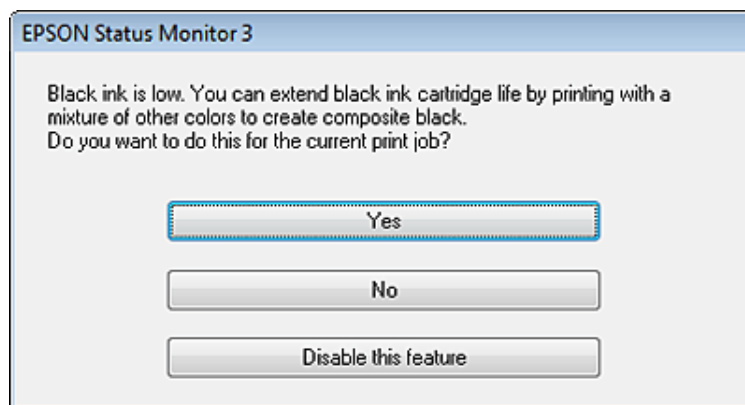 EPSON Status Monitor 3
Black ink is low. You can extend black ink cartridge life by printing with a
mixture of other colors to create composite black.
Do you want to do this for the current print job?
Yes
No
Disable this feature